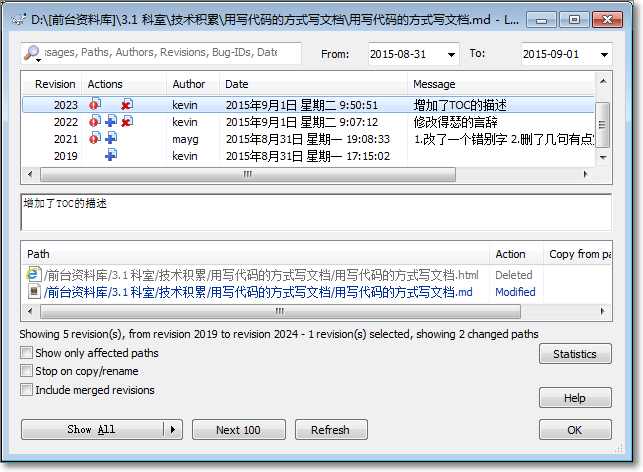 D:\[前台资料库]\3.1 科室\技术积累\用写代码的方式写文档\用写代码的方式写文档.md - L...
ssages, Paths, Authors, Revisions, Bug-IDs, Date
From: 2015-08-31 To: 2015-09-01
Revision Actions Author Date Message
2023 kevin 2015年9月1日 星期二 9:50:51 增加了TOC的描述
2022 kevin 2015年9月1日 星期二 9:07:12 修改得瑟的言辞
2021 mayg 2015年8月31日 星期一 19:08:33 1.改了一个错别字 2.删了几句有点
2019 kevin 2015年8月31日 星期一 17:15:02
增加了TOC的描述
Path Action Copy from pa
/前台资料库/3.1 科室/技术积累/用写代码的方式写文档/用写代码的方式写文档.html Deleted
/前台资料库/3.1 科室/技术积累/用写代码的方式写文档/用写代码的方式写文档.md Modified
Showing 5 revision(s), from revision 2019 to revision 2024 - 1 revision(s) selected, showing 2 changed paths
Show only affected paths
Statistics
Stop on copy/rename
Include merged revisions
Help
Show All Next 100 Refresh OK